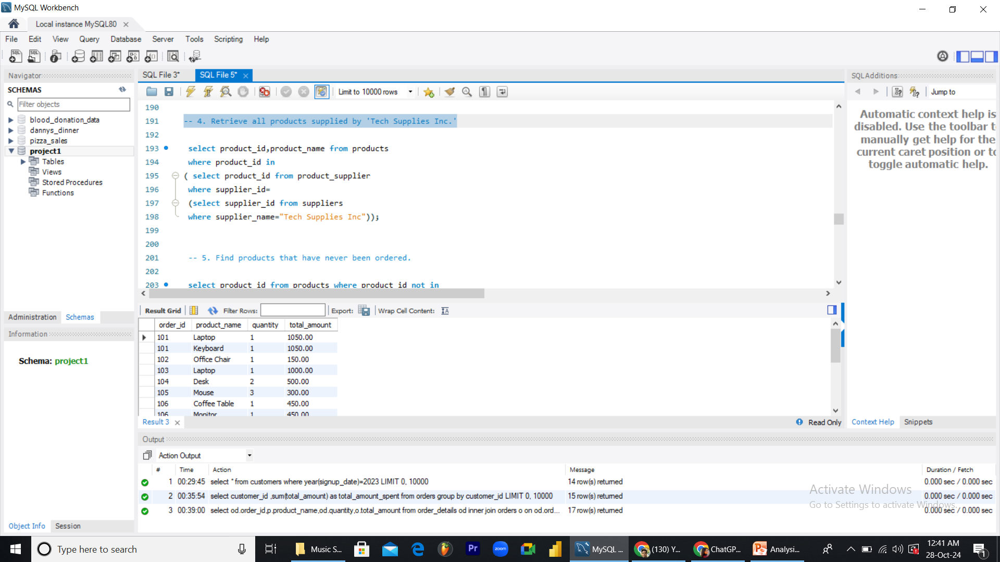 MySQL Workbench
Local instance MySQL80
File Edit View Query Database Server Tools Scripting Help
Navigator
SCHEMAS
Filter objects
blood_donation_data
dannys_dinner
pizza_sales
project1
Tables
Views
Stored Procedures
Functions
Administration Schemas
Information
Schema: project1
Object Info Session
SQL File 3* SQL File 5*
Limit to 10000 rows
190
191 -- 4. Retrieve all products supplied by 'Tech Supplies Inc.'
192
193 select product_id,product_name from products
194 where product_id in
195 ( select product_id from product_supplier
196 where supplier_id=
197 (select supplier_id from suppliers
198 where supplier_name="Tech Supplies Inc"));
199
200
201 -- 5. Find products that have never been ordered.
202
203 select product_id from products where product_id not in
Result Grid Filter Rows: Export: Wrap Cell Content:
order_id product_name quantity total_amount
101 Laptop 1 1050.00
101 Keyboard 1 1050.00
102 Office Chair 1 150.00
103 Laptop 1 1000.00
104 Desk 2 500.00
105 Mouse 3 300.00
106 Coffee Table 1 450.00
106 Monitor 1 450.00
Result 3 Read Only
SQLAdditions
Jump to
Automatic context help is
disabled. Use the toolbar t
manually get help for the
current caret position or to
toggle automatic help.
Context Help Snippets
Output
Action Output
# Time Action Message Duration / Fetch
1 00:29:45 select * from customers where year(signup_date)=2023 LIMIT 0, 10000 14 row(s) returned 0.000 sec / 0.000 sec
2 00:35:54 select customer_id ,sum(total_amount) as total_amount_spent from orders group by customer_id LIMIT 0, 10000 15 row(s) returned 0.000 sec / 0.000 sec
3 00:39:00 select od.order_id,p.product_name,od.quantity,o.total_amount from order_details od inner join orders o on od.ord... 17 row(s) returned 0.000 sec / 0.000 sec
Activate Windows
Go to Settings to activate Windows.
Type here to search
Music S...
Pr
zoom
MySQL ...
(130) Y...
ChatGP...
Analysi...
12:41 AM
28-Oct-24
1